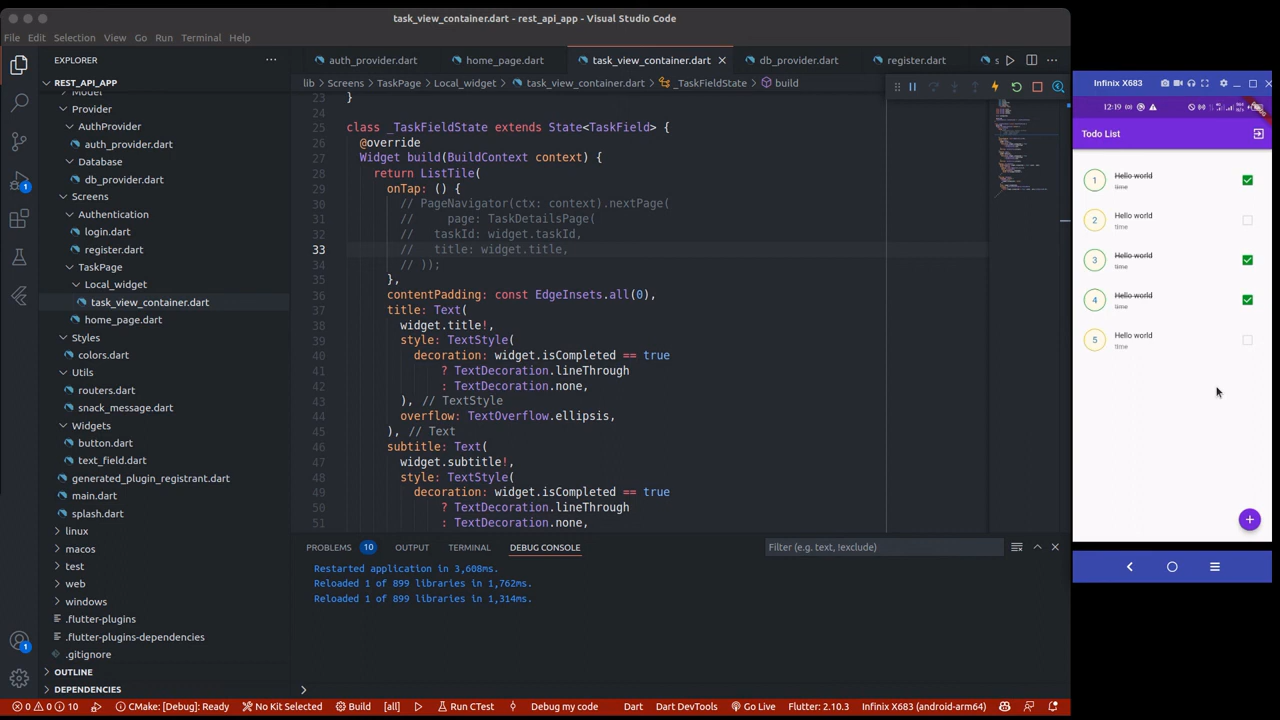 task_view_container.dart - rest_api_app - Visual Studio Code
File Edit Selection View Go Run Terminal Help
EXPLORER
auth_provider.dart home_page.dart task_view_container.dart db_provider.dart register.dart s
REST_API_APP
lib > Screens > TaskPage > Local_widget > task_view_container.dart > _TaskFieldState > build
Model
Provider
AuthProvider
auth_provider.dart
Database
db_provider.dart
Screens
Authentication
login.dart
register.dart
TaskPage
Local_widget
task_view_container.dart
home_page.dart
Styles
colors.dart
Utils
routers.dart
snack_message.dart
Widgets
button.dart
text_field.dart
generated_plugin_registrant.dart
main.dart
splash.dart
linux
macos
test
web
windows
.flutter-plugins
.flutter-plugins-dependencies
.gitignore
OUTLINE
DEPENDENCIES
1
1
23 }
24
25 class _TaskFieldState extends State<TaskField> {
26 @override
27 Widget build(BuildContext context) {
28 return ListTile(
29 onTap: () {
30 // PageNavigator(ctx: context).nextPage(
31 // page: TaskDetailsPage(
32 // taskId: widget.taskId,
33 // title: widget.title,
34 // ));
35 },
36 contentPadding: const EdgeInsets.all(0),
37 title: Text(
38 widget.title!,
39 style: TextStyle(
40 decoration: widget.isCompleted == true
41 ? TextDecoration.lineThrough
42 : TextDecoration.none,
43 ), // TextStyle
44 overflow: TextOverflow.ellipsis,
45 ), // Text
46 subtitle: Text(
47 widget.subtitle!,
48 style: TextStyle(
49 decoration: widget.isCompleted == true
50 ? TextDecoration.lineThrough
51 : TextDecoration.none,
PROBLEMS 10 OUTPUT TERMINAL DEBUG CONSOLE Filter (e.g. text, !exclude)
Restarted application in 3,608ms.
Reloaded 1 of 899 libraries in 1,762ms.
Reloaded 1 of 899 libraries in 1,314ms.
0 0 10 CMake: [Debug]: Ready No Kit Selected Build [all] Run CTest Debug my code Dart Dart DevTools Go Live Flutter: 2.10.3 Infinix X683 (android-arm64)
Infinix X683
12:19
Todo List
1 Hello world
time
2 Hello world
time
3 Hello world
time
4 Hello world
time
5 Hello world
time